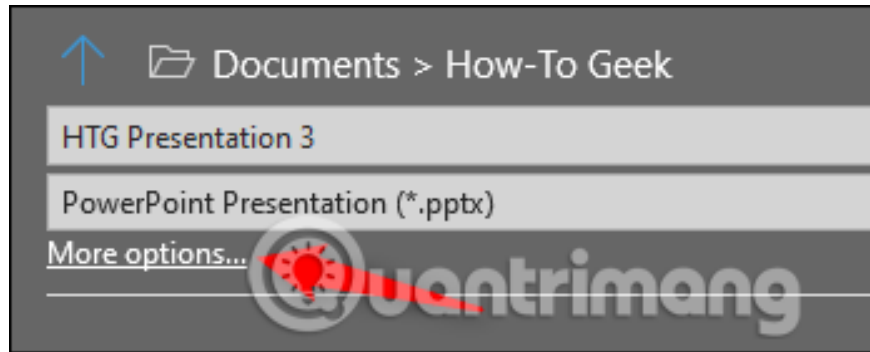 Documents > How-To Geek
HTG Presentation 3
PowerPoint Presentation (*.pptx)
More options...
Quantrimang